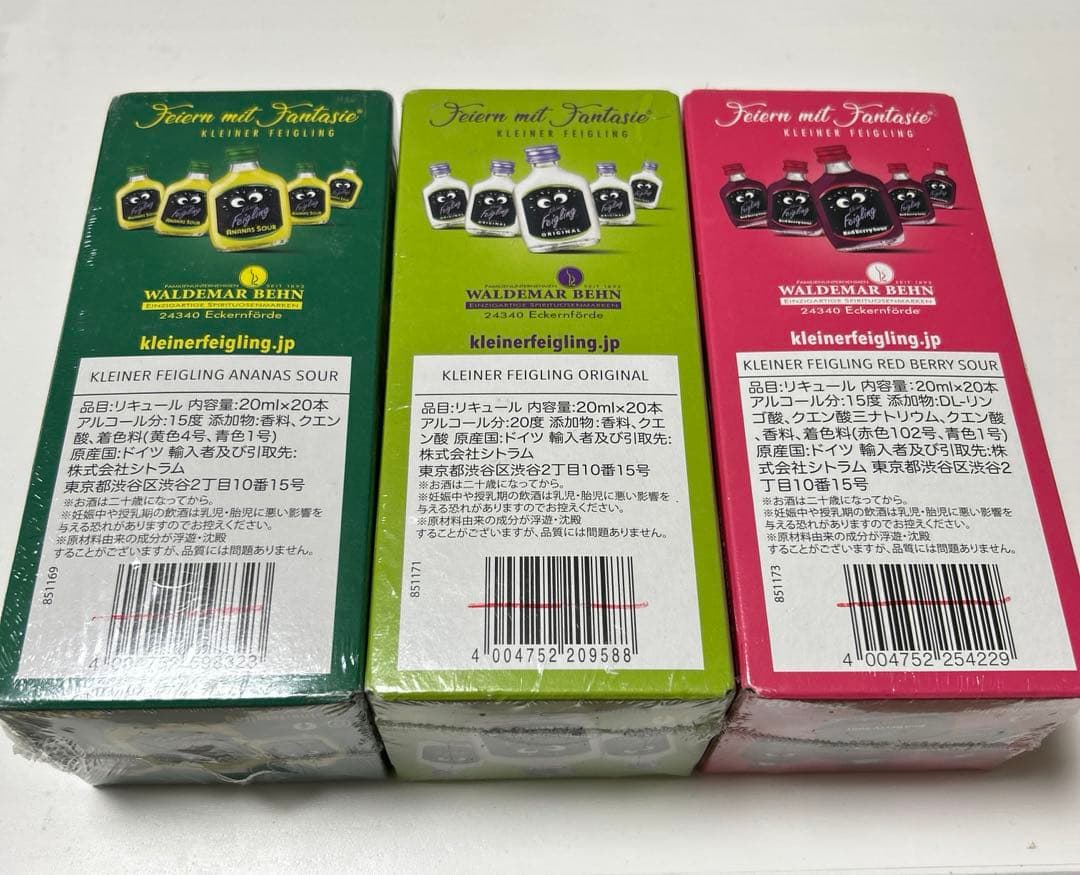 Feiern mit Fantasie®
KLEINER FEIGLING
Feigling
ANANAS SOUR
FAMILIENUNTERNEHMEN SEIT 1892
WALDEMAR BEHN
EINZIGARTIGE SPIRITUOSENMARKEN
24340 Eckernförde
kleinerfeigling.jp
KLEINER FEIGLING ANANAS SOUR
品目:リキュール 内容量:20ml×20本
アルコール分:15度 添加物:香料、クエン
酸、着色料(黄色4号、青色1号)
原産国:ドイツ 輸入者及び引取先:
株式会社シトラム
東京都渋谷区渋谷2丁目10番15号
※お酒は二十歳になってから。
※妊娠中や授乳期の飲酒は乳児・胎児に悪い影響を
与える恐れがありますのでお控えください。
※原材料由来の成分が浮遊・沈殿
することがございますが、品質には問題ありません。
851169
4 004752 698323
Feiern mit Fantasie®
KLEINER FEIGLING
Feigling
ORIGINAL
FAMILIENUNTERNEHMEN SEIT 1892
WALDEMAR BEHN
EINZIGARTIGE SPIRITUOSENMARKEN
24340 Eckernförde
kleinerfeigling.jp
KLEINER FEIGLING ORIGINAL
品目:リキュール 内容量:20ml×20本
アルコール分:20度 添加物:香料、クエ
ン酸 原産国:ドイツ 輸入者及び引取先:
株式会社シトラム
東京都渋谷区渋谷2丁目10番15号
※お酒は二十歳になってから。
※妊娠中や授乳期の飲酒は乳児・胎児に悪い影響を
与える恐れがありますのでお控えください。
※原材料由来の成分が浮遊・沈殿
することがございますが、品質には問題ありません。
851171
4 004752 209588
Feiern mit Fantasie®
KLEINER FEIGLING
Feigling
Red Berry Sour
FAMILIENUNTERNEHMEN SEIT 1892
WALDEMAR BEHN
EINZIGARTIGE SPIRITUOSENMARKEN
24340 Eckernförde
kleinerfeigling.jp
KLEINER FEIGLING RED BERRY SOUR
品目:リキュール 内容量:20ml×20本
アルコール分:15度 添加物:DL-リン
ゴ酸、クエン酸三ナトリウム、クエン酸
、香料、着色料(赤色102号、青色1号)
原産国:ドイツ 輸入者及び引取先:株
式会社シトラム 東京都渋谷区渋谷2
丁目10番15号
※お酒は二十歳になってから。
※妊娠中や授乳期の飲酒は乳児・胎児に悪い影響を
与える恐れがありますのでお控えください。
※原材料由来の成分が浮遊・沈殿
することがございますが、品質には問題ありません。
851173
4 004752 254229